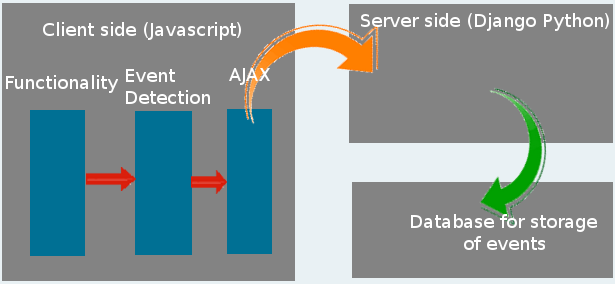 Client side (Javascript)
Functionality
Event
Detection
AJAX
Server side (Django Python)
Database for storage
of events